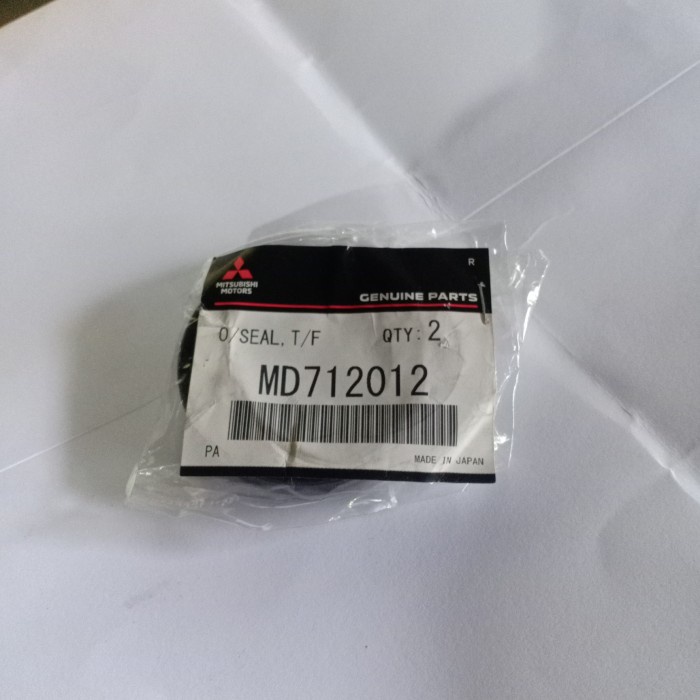 R
MITSUBISHI
MOTORS
GENUINE PARTS
O/SEAL, T/F QTY: 2
MD712012
PA
MADE IN JAPAN